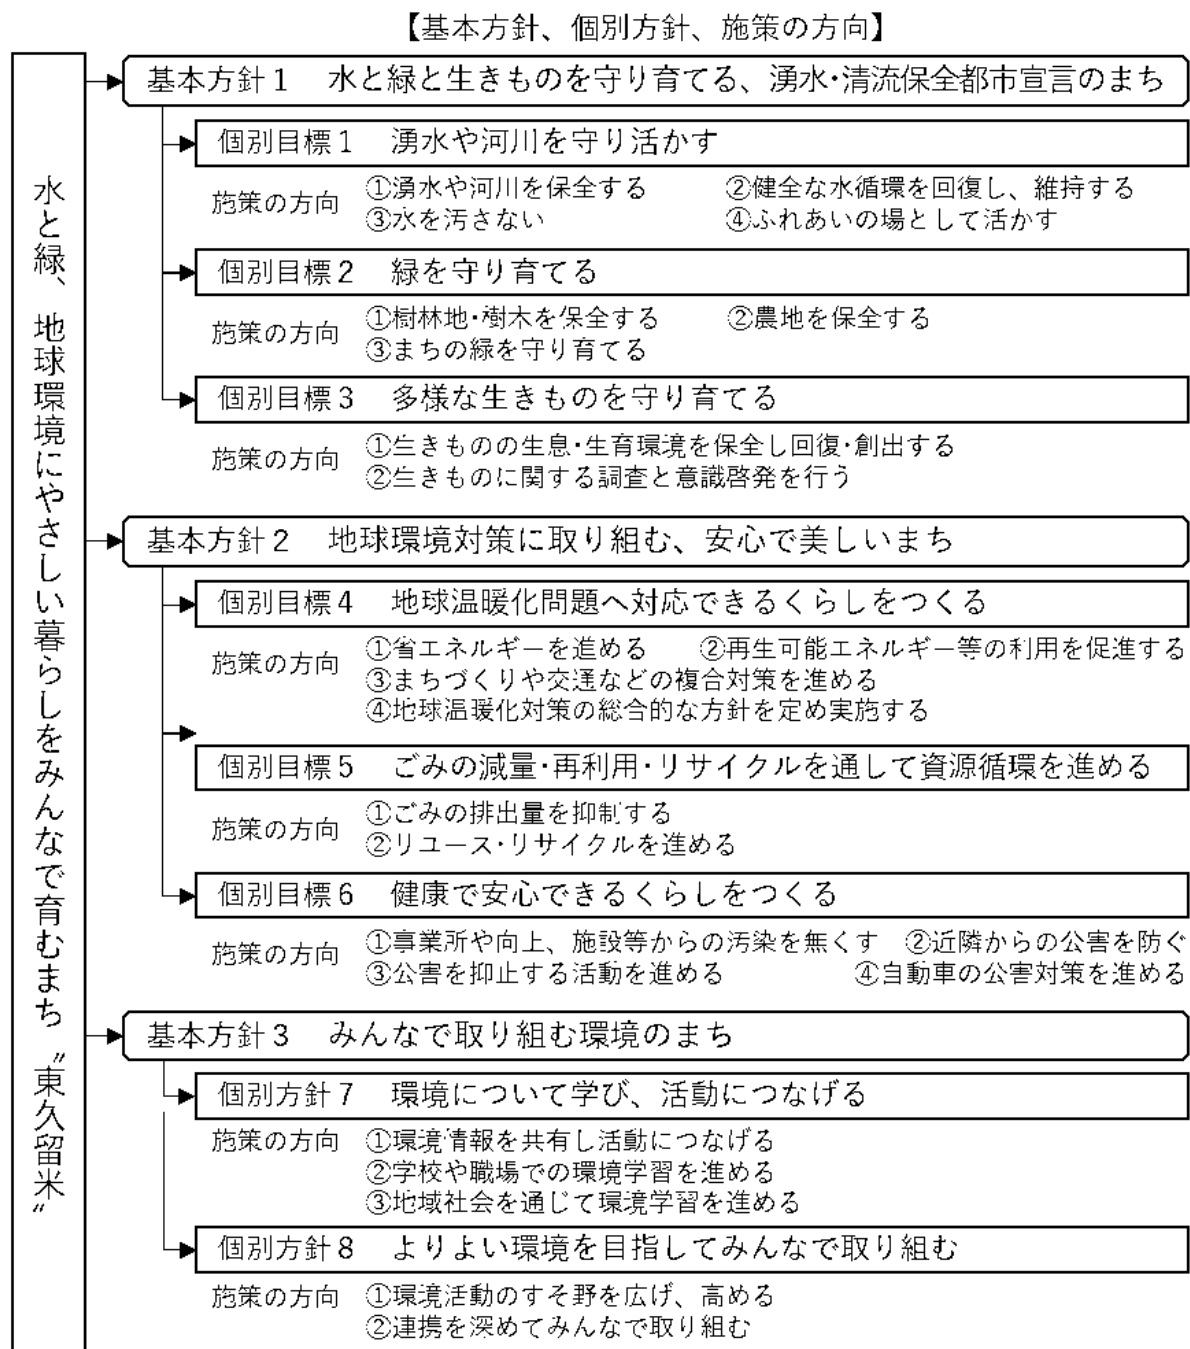 【基本方針、個別方針、施策の方向】
水と緑、地球環境にやさしい暮らしをみんなで育むまち〝東久留米〟
基本方針1 水と緑と生きものを守り育てる、湧水・清流保全都市宣言のまち
個別目標1 湧水や河川を守り活かす
施策の方向 ①湧水や河川を保全する ②健全な水循環を回復し、維持する
③水を汚さない ④ふれあいの場として活かす
個別目標2 緑を守り育てる
施策の方向 ①樹林地・樹木を保全する ②農地を保全する
③まちの緑を守り育てる
個別目標3 多様な生きものを守り育てる
施策の方向 ①生きものの生息・生育環境を保全し回復・創出する
②生きものに関する調査と意識啓発を行う
基本方針2 地球環境対策に取り組む、安心で美しいまち
個別目標4 地球温暖化問題へ対応できるくらしをつくる
施策の方向 ①省エネルギーを進める ②再生可能エネルギー等の利用を促進する
③まちづくりや交通などの複合対策を進める
④地球温暖化対策の総合的な方針を定め実施する
個別目標5 ごみの減量・再利用・リサイクルを通して資源循環を進める
施策の方向 ①ごみの排出量を抑制する
②リユース・リサイクルを進める
個別目標6 健康で安心できるくらしをつくる
施策の方向 ①事業所や向上、施設等からの汚染を無くす ②近隣からの公害を防ぐ
③公害を抑止する活動を進める ④自動車の公害対策を進める
基本方針3 みんなで取り組む環境のまち
個別方針7 環境について学び、活動につなげる
施策の方向 ①環境情報を共有し活動につなげる
②学校や職場での環境学習を進める
③地域社会を通じて環境学習を進める
個別方針8 よりよい環境を目指してみんなで取り組む
施策の方向 ①環境活動のすそ野を広げ、高める
②連携を深めてみんなで取り組む